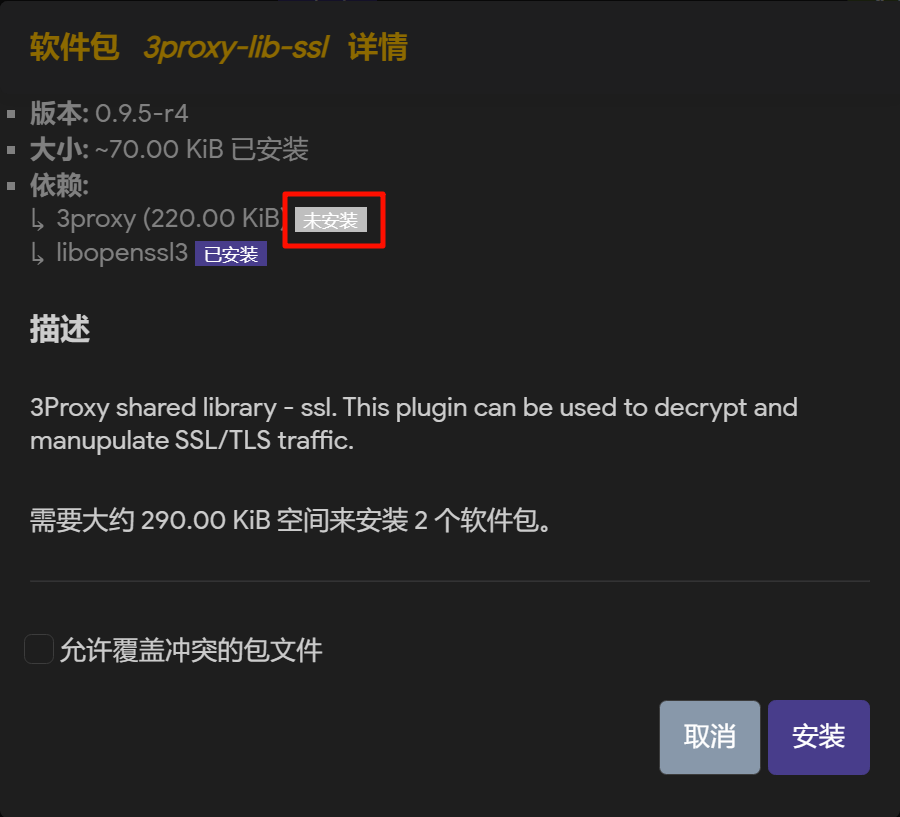 软件包 3proxy-lib-ssl 详情
版本: 0.9.5-r4
大小: ~70.00 KiB 已安装
依赖:
↳ 3proxy (220.00 KiB) 未安装
↳ libopenssl3 已安装
描述
3Proxy shared library - ssl. This plugin can be used to decrypt and
manupulate SSL/TLS traffic.
需要大约 290.00 KiB 空间来安装 2 个软件包。
允许覆盖冲突的包文件
取消 安装